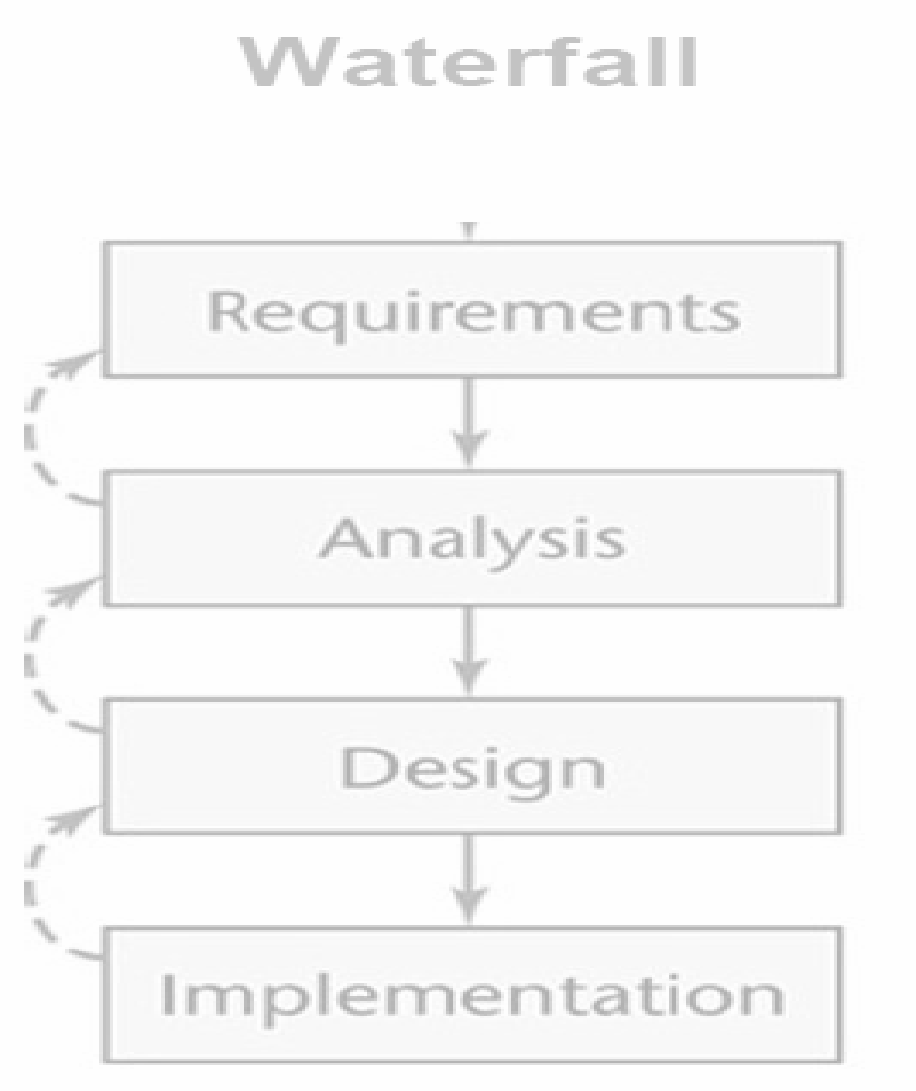 Waterfall
Requirements
Analysis
Design
Implementation